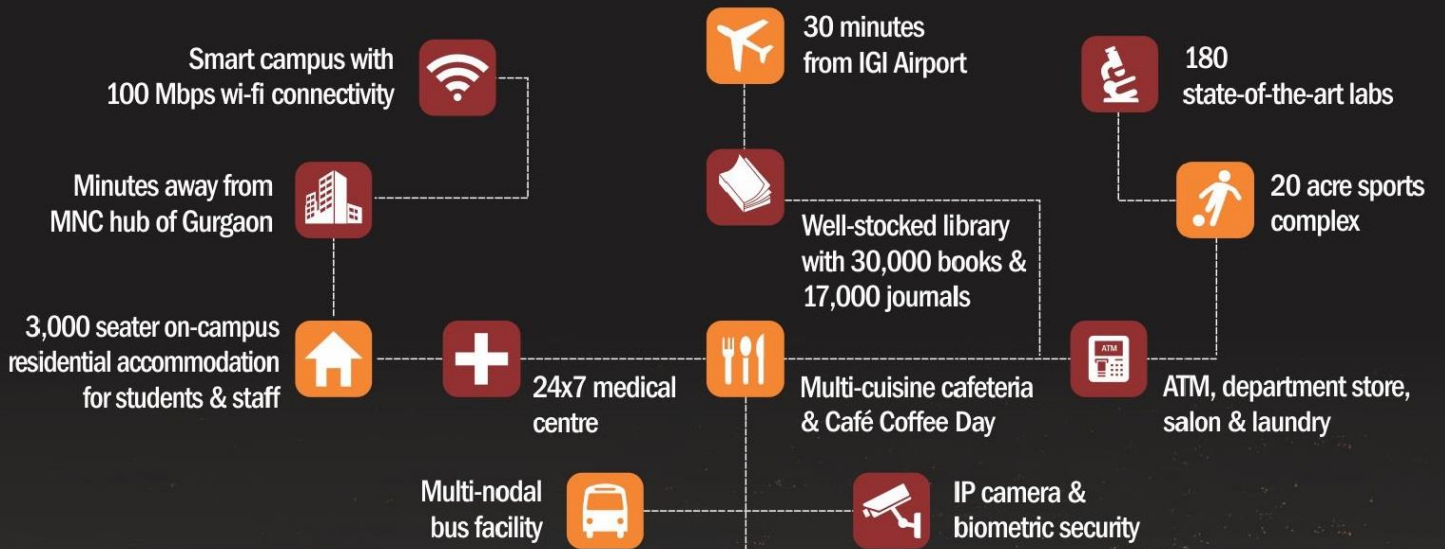 30 minutes
from IGI Airport
Smart campus with
100 Mbps wi-fi connectivity
180
state-of-the-art labs
Minutes away from
MNC hub of Gurgaon
20 acre sports
complex
Well-stocked library
with 30,000 books &
17,000 journals
3,000 seater on-campus
residential accommodation
for students & staff
24x7 medical
centre
Multi-cuisine cafeteria
& Café Coffee Day
ATM
ATM, department store,
salon & laundry
Multi-nodal
bus facility
IP camera &
biometric security